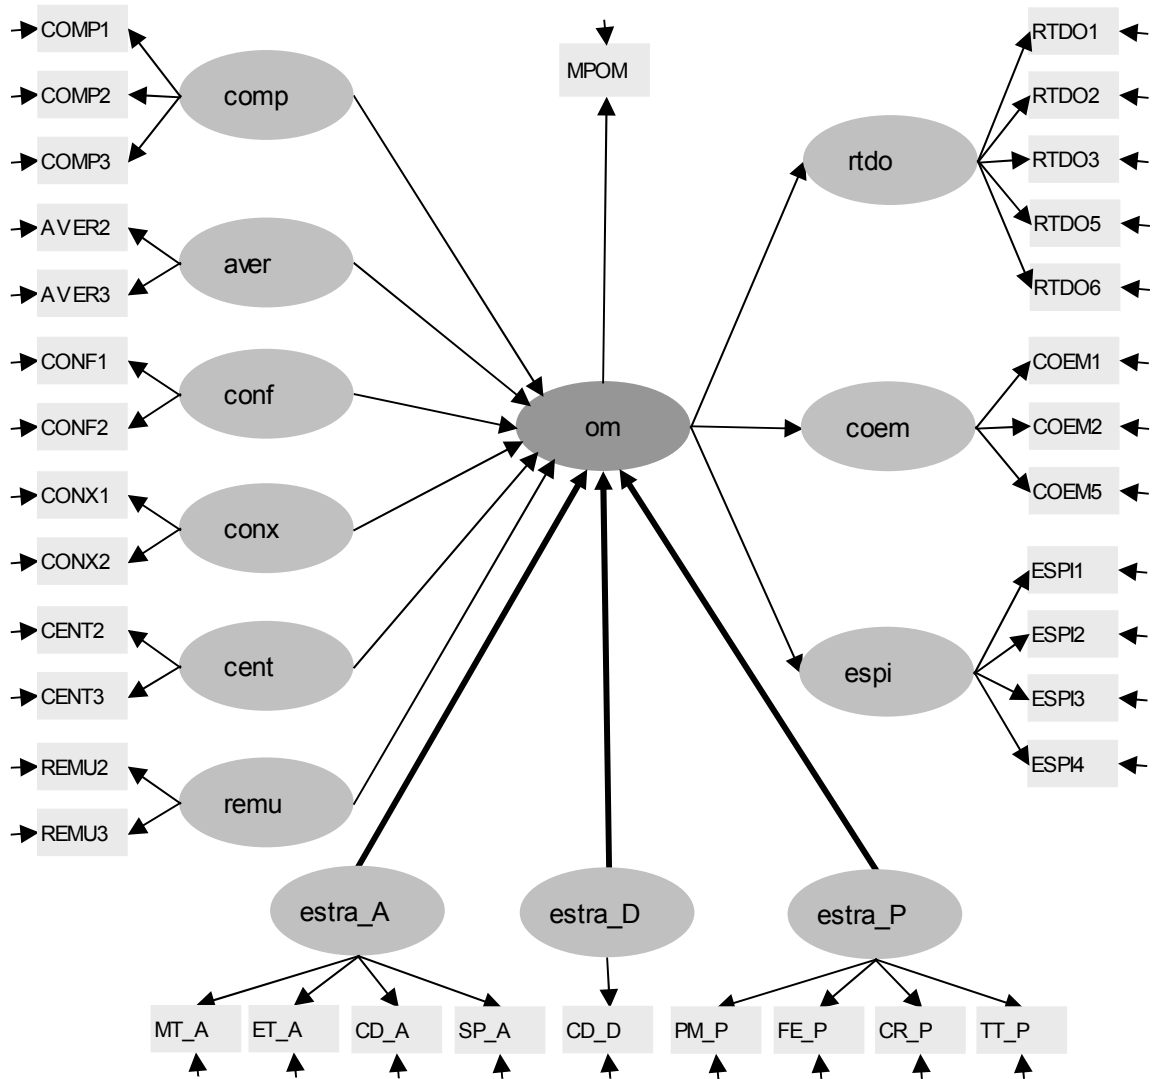 COMP1
COMP2
COMP3
comp
AVER2
AVER3
aver
CONF1
CONF2
conf
CONX1
CONX2
conx
CENT2
CENT3
cent
REMU2
REMU3
remu
MPOM
om
rtdo
RTDO1
RTDO2
RTDO3
RTDO5
RTDO6
coem
COEM1
COEM2
COEM5
espi
ESPI1
ESPI2
ESPI3
ESPI4
estra_A
estra_D
estra_P
MT_A
ET_A
CD_A
SP_A
CD_D
PM_P
FE_P
CR_P
TT_P